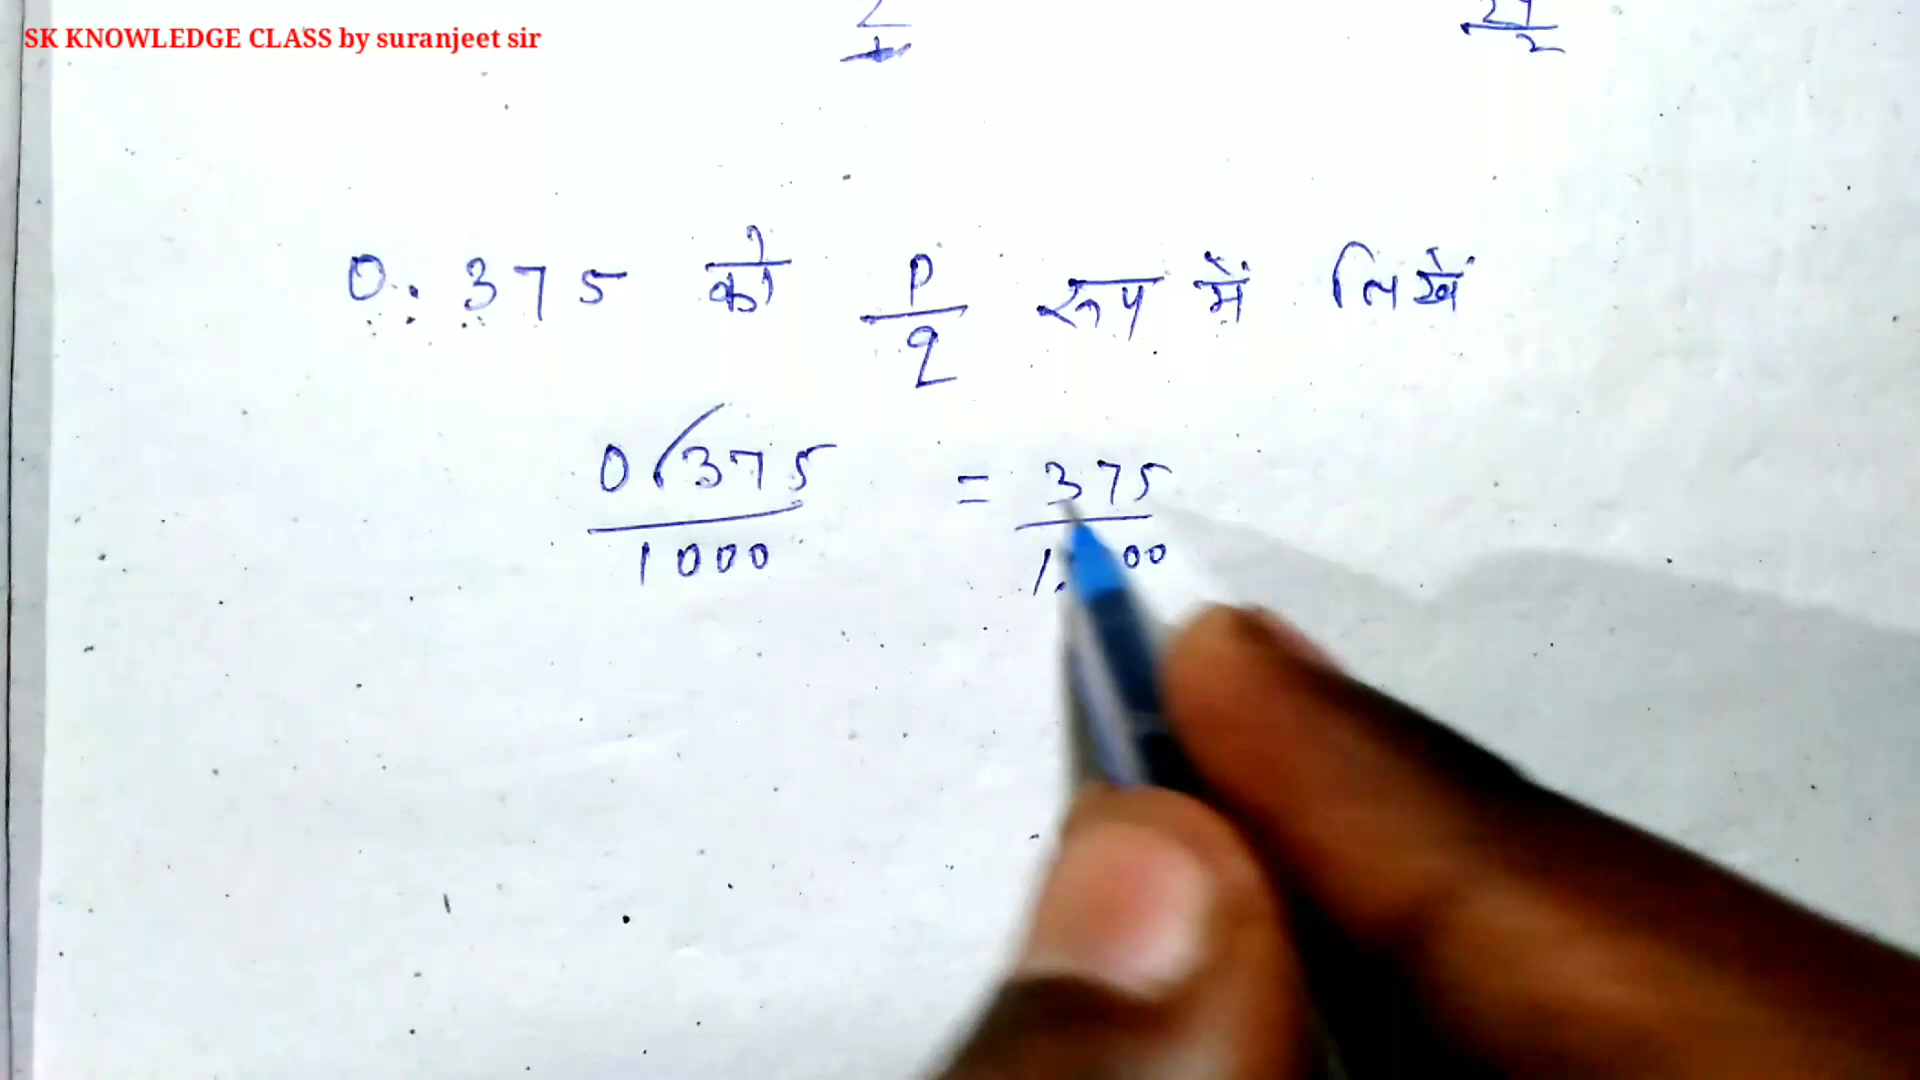 SK KNOWLEDGE CLASS by suranjeet sir
0.375 को p/q रूप में लिखें
0.375/1000 = 375/1000